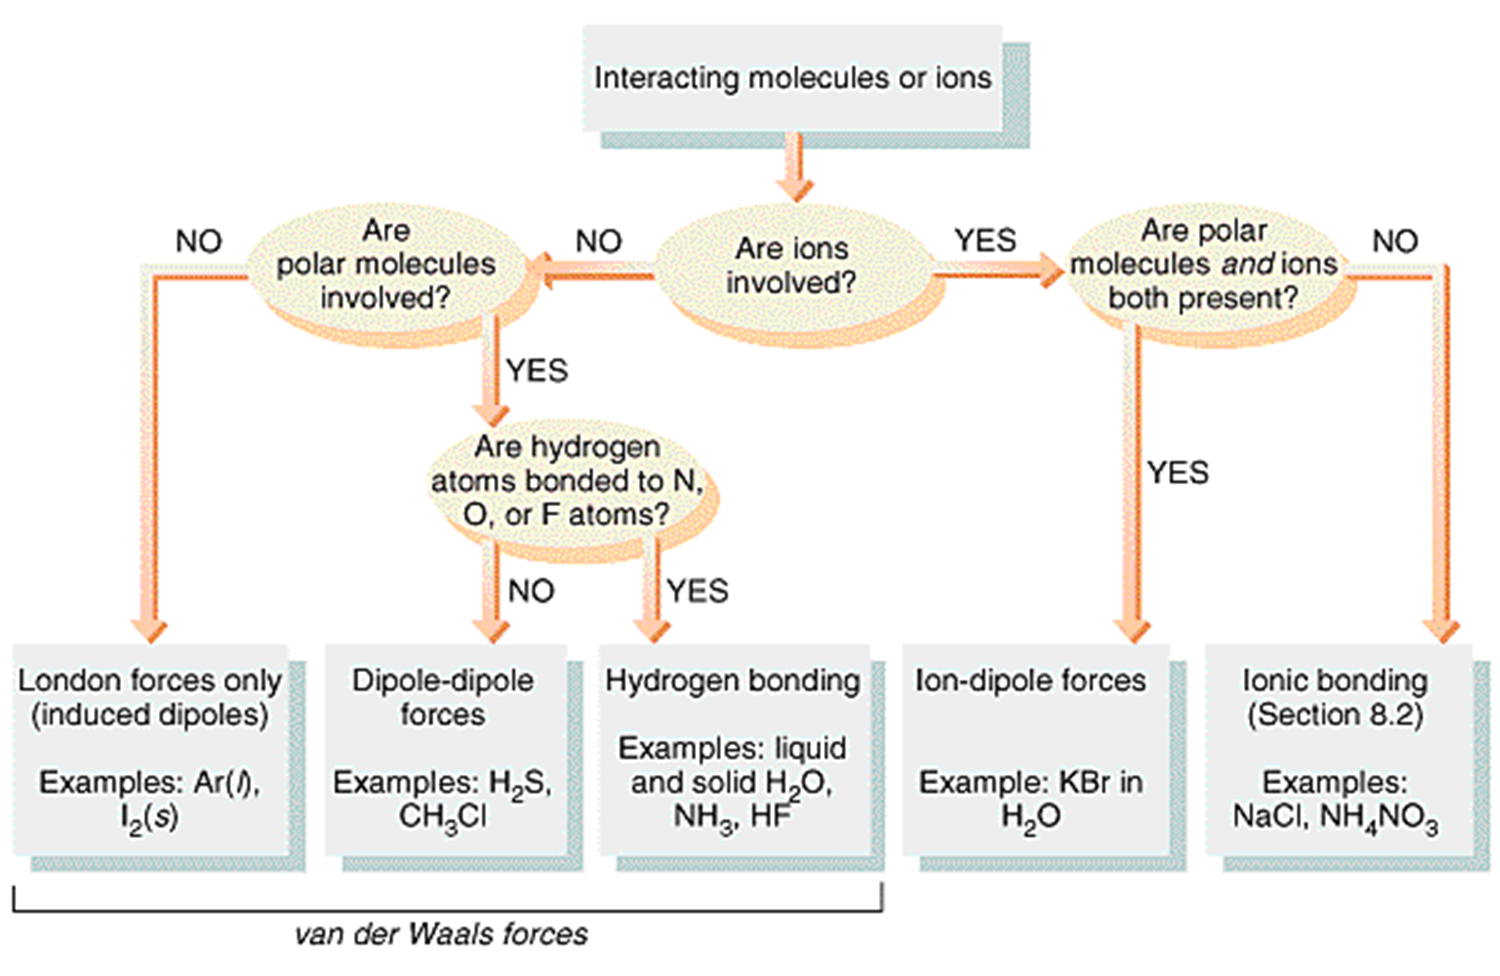 Interacting molecules or ions
NO
Are
polar molecules
involved?
NO
Are ions
involved?
YES
Are polar
molecules and ions
both present?
NO
YES
Are hydrogen
atoms bonded to N,
O, or F atoms?
YES
NO
YES
London forces only
(induced dipoles)
Examples: Ar(l),
I2(s)
Dipole-dipole
forces
Examples: H2S,
CH3Cl
Hydrogen bonding
Examples: liquid
and solid H2O,
NH3, HF
Ion-dipole forces
Example: KBr in
H2O
Ionic bonding
(Section 8.2)
Examples:
NaCl, NH4NO3
van der Waals forces